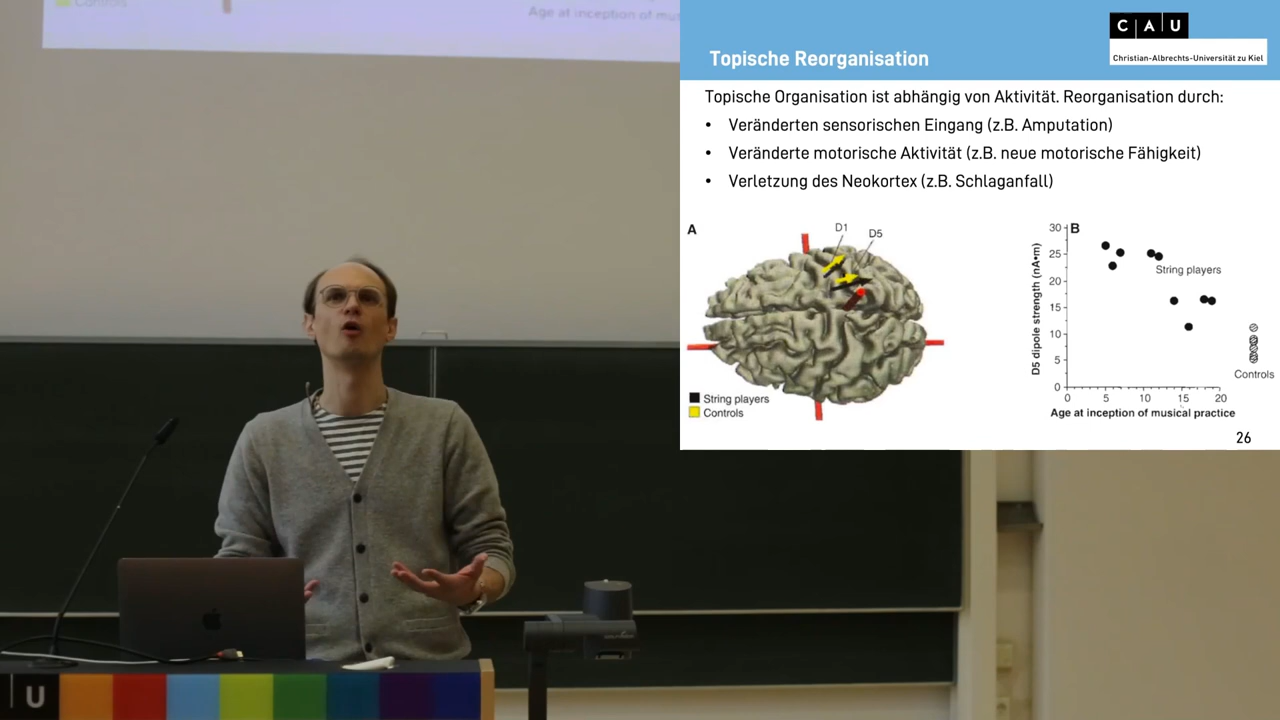 Controls
Age at inception of mus
C A U
Christian-Albrechts-Universität zu Kiel
Topische Reorganisation
Topische Organisation ist abhängig von Aktivität. Reorganisation durch:
• Veränderten sensorischen Eingang (z.B. Amputation)
• Veränderte motorische Aktivität (z.B. neue motorische Fähigkeit)
• Verletzung des Neokortex (z.B. Schlaganfall)
A
D1
D5
String players
Controls
B
D5 dipole strength (nA•m)
30
25
20
15
10
5
0
String players
Controls
0 5 10 15 20
Age at inception of musical practice
26
U